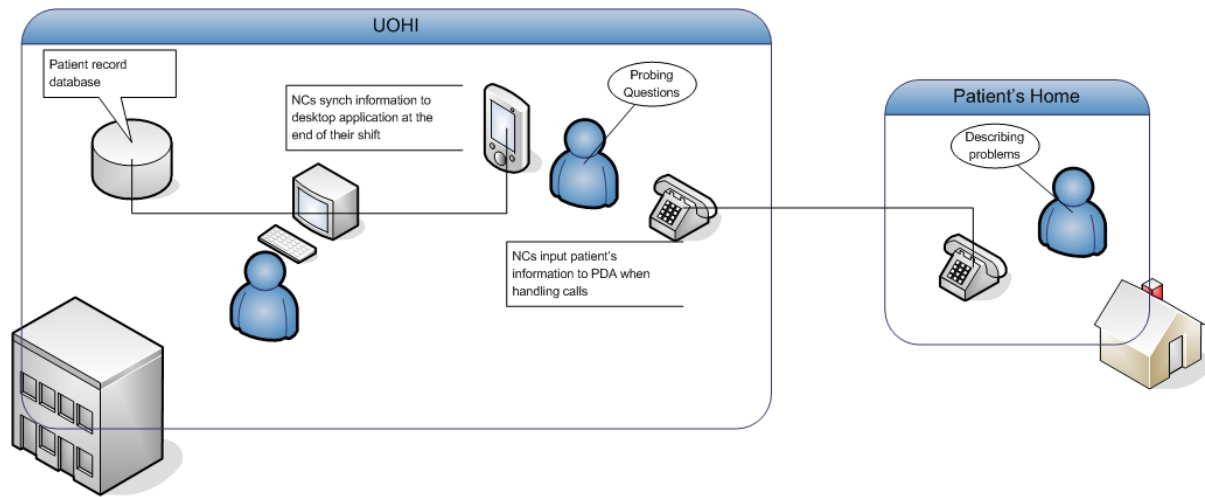 UOHI
Patient record
database
NCs synch information to
desktop application at the
end of their shift
Probing
Questions
NCs input patient's
information to PDA when
handling calls
Patient's Home
Describing
problems